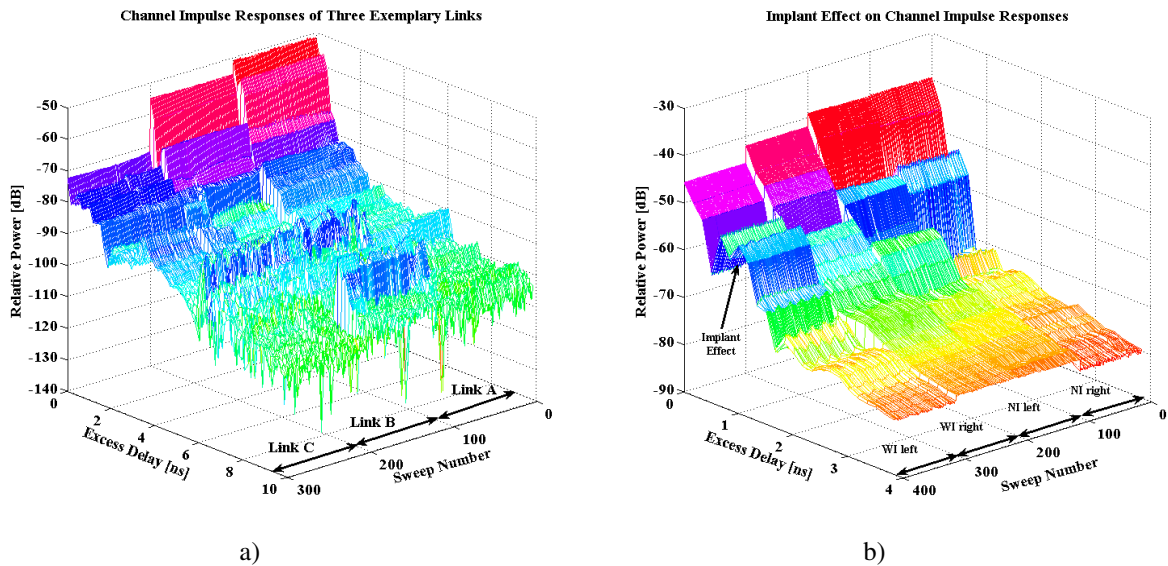 Channel Impulse Responses of Three Exemplary Links
-50
-60
-70
-80
-90
-100
-110
-120
-130
-140
Relative Power [dB]
0
2
4
6
8
10
Excess Delay [ns]
300
200
100
0
Sweep Number
Link A
Link B
Link C
a)
Implant Effect on Channel Impulse Responses
-30
-40
-50
-60
-70
-80
-90
Relative Power [dB]
Implant
Effect
0
1
2
3
4
Excess Delay [ns]
400
300
200
100
0
Sweep Number
NI right
NI left
WI right
WI left
b)